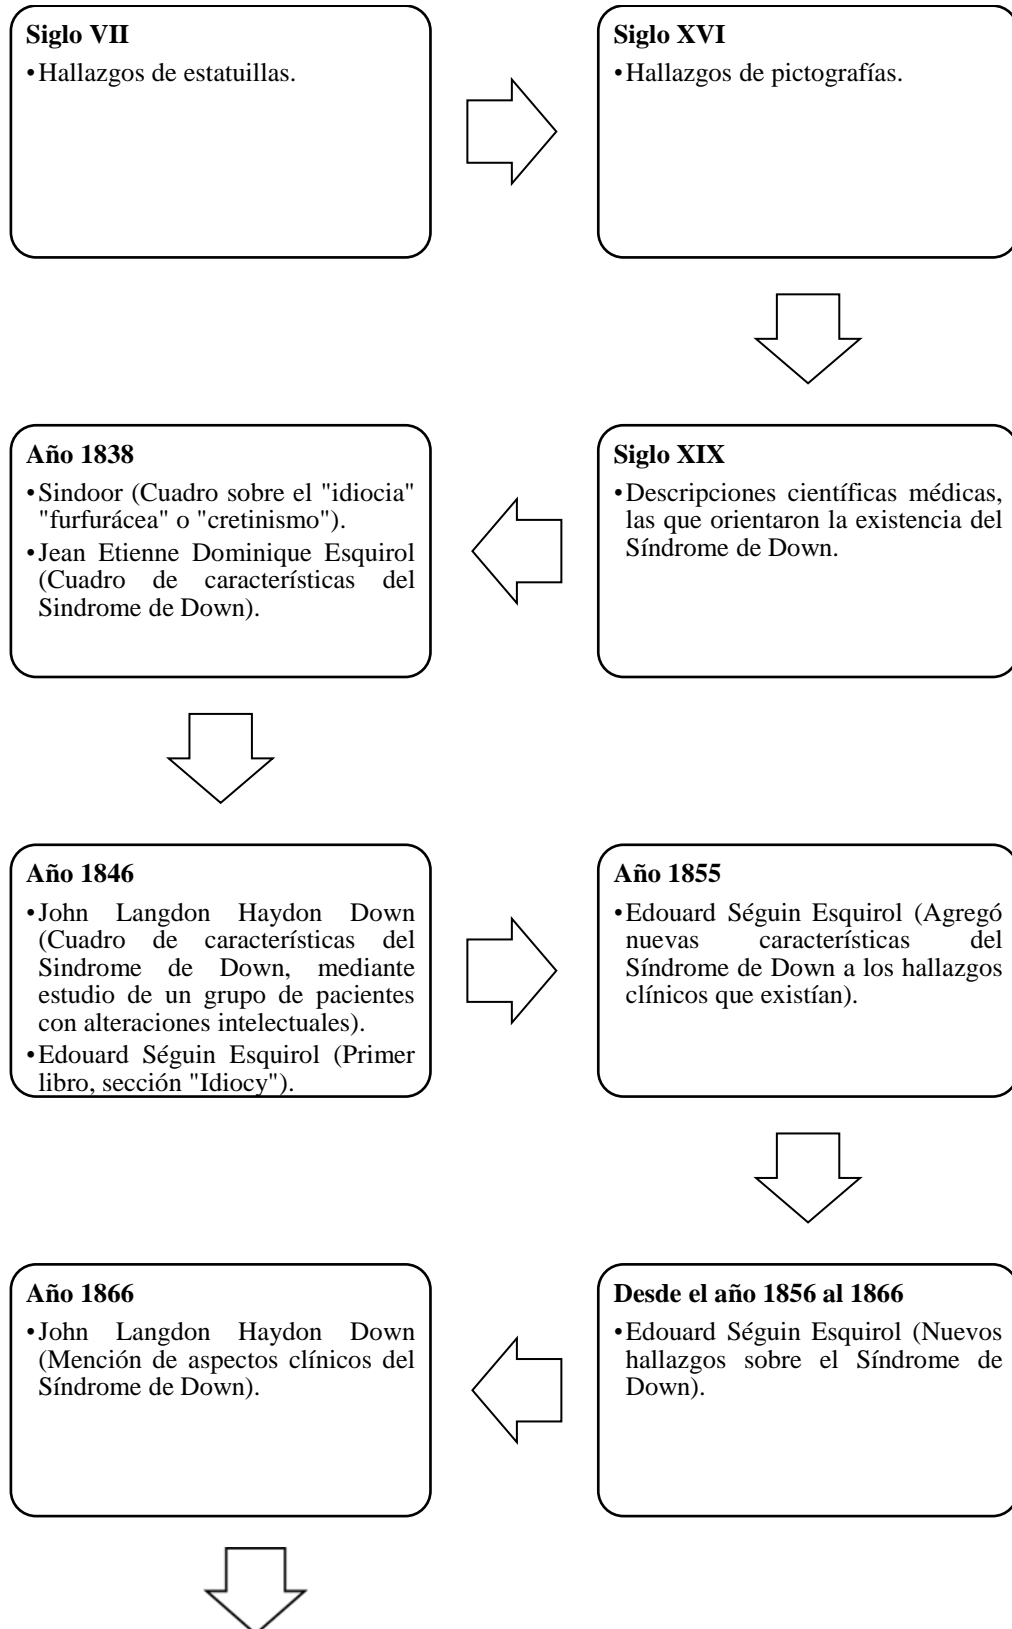 Siglo VII
•Hallazgos de estatuillas.
Siglo XVI
•Hallazgos de pictografías.
Siglo XIX
•Descripciones científicas médicas,
las que orientaron la existencia del
Síndrome de Down.
Año 1838
•Sindoor (Cuadro sobre el "idiocia"
"furfurácea" o "cretinismo").
•Jean Etienne Dominique Esquirol
(Cuadro de características del
Sindrome de Down).
Año 1846
•John Langdon Haydon Down
(Cuadro de características del
Sindrome de Down, mediante
estudio de un grupo de pacientes
con alteraciones intelectuales).
•Edouard Séguin Esquirol (Primer
libro, sección "Idiocy").
Año 1855
•Edouard Séguin Esquirol (Agregó
nuevas características del
Síndrome de Down a los hallazgos
clínicos que existían).
Desde el año 1856 al 1866
•Edouard Séguin Esquirol (Nuevos
hallazgos sobre el Síndrome de
Down).
Año 1866
•John Langdon Haydon Down
(Mención de aspectos clínicos del
Síndrome de Down).